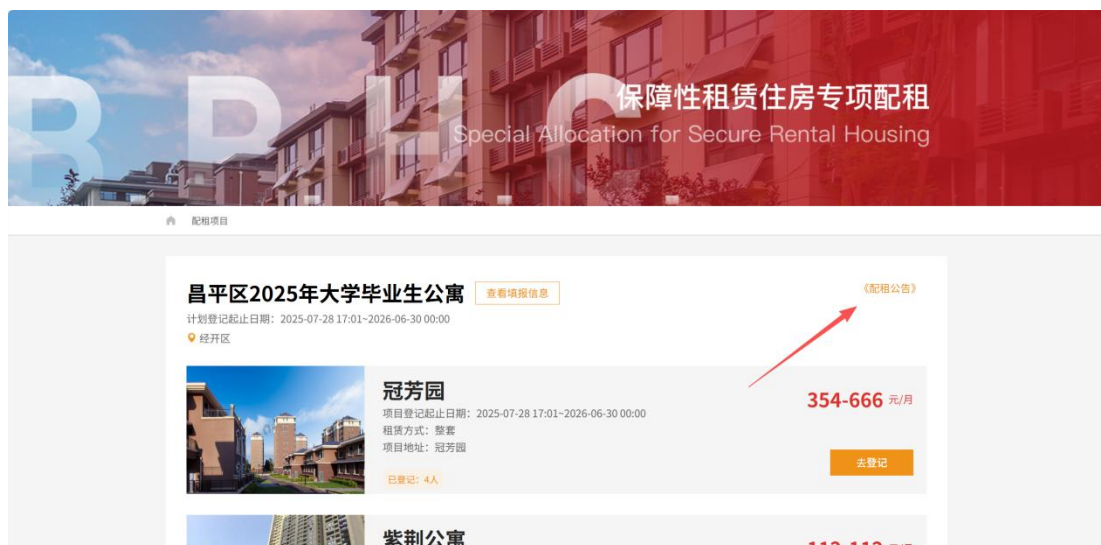 B.P.H.C.
保障性租赁住房专项配租
Special Allocation for Secure Rental Housing
配租项目
昌平区2025年大学毕业生公寓 查看填报信息 《配租公告》
计划登记起止日期：2025-07-28 17:01~2026-06-30 00:00
经开区
冠芳园
354-666 元/月
项目登记起止日期：2025-07-28 17:01~2026-06-30 00:00
租赁方式：整套
项目地址：冠芳园
去登记
已登记：4人
紫荆公寓